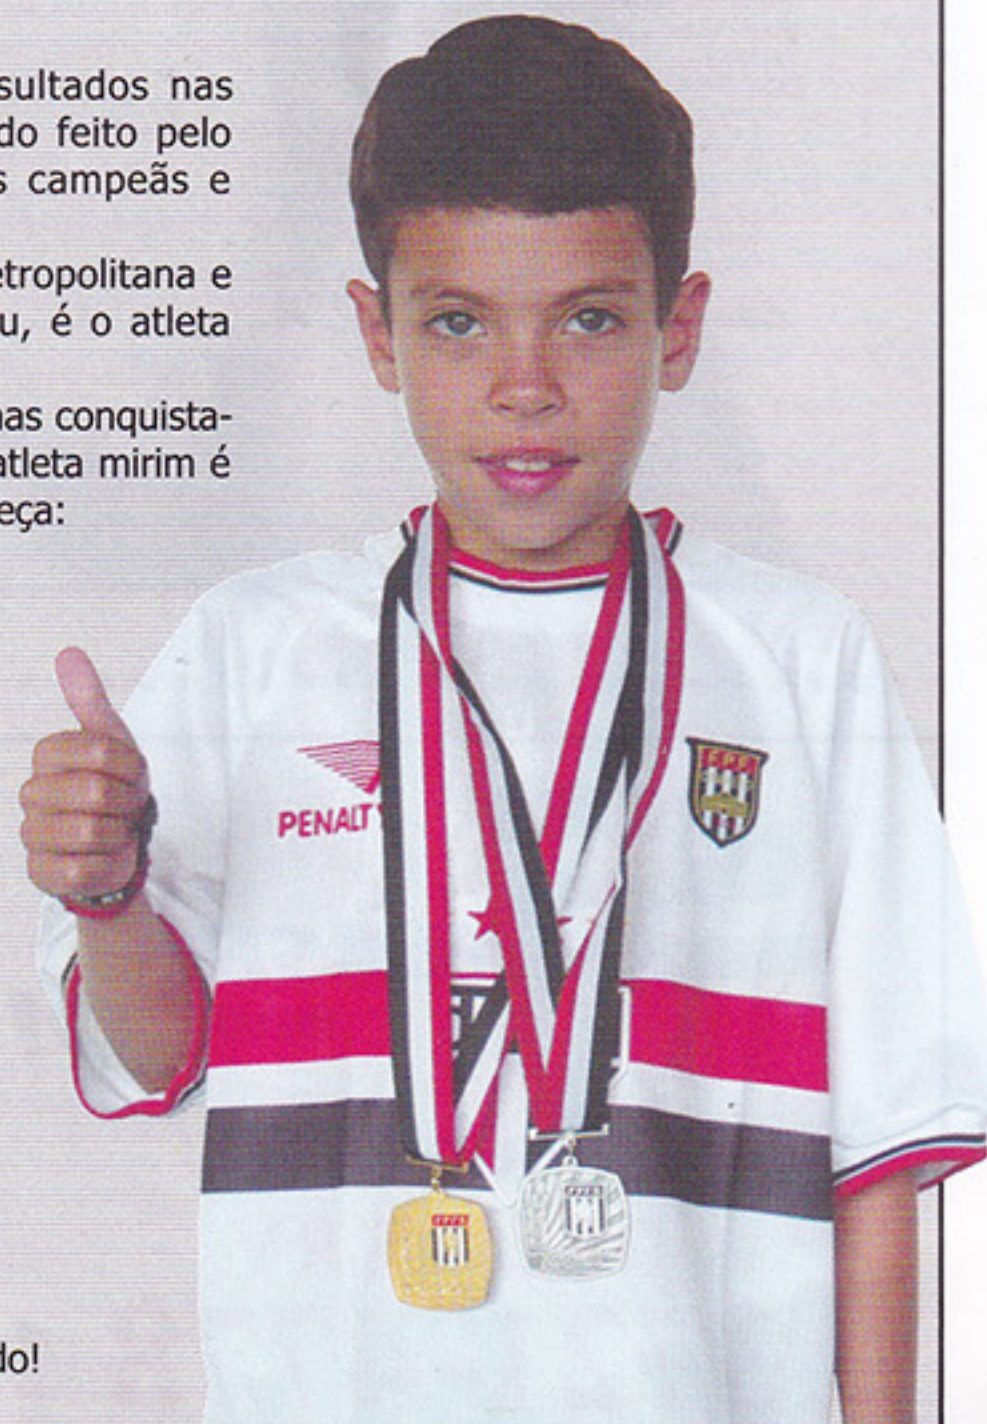 sultados nas
do feito pelo
s campeãs e
etropolitana e
u, é o atleta
nas conquista-
atleta mirim é
eça:
PENALTY
do!